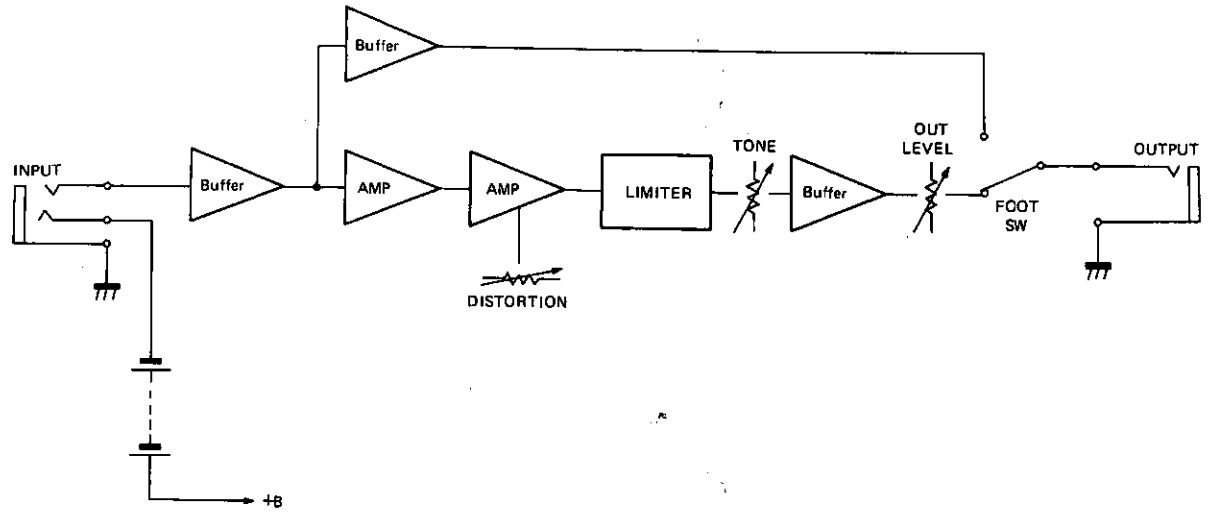 Buffer
INPUT
Buffer
AMP
AMP
DISTORTION
LIMITER
TONE
Buffer
OUT
LEVEL
FOOT
SW
OUTPUT
+B